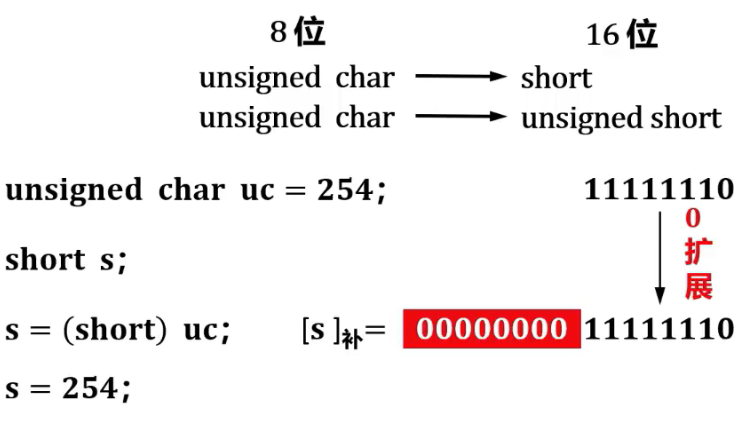 8位 16位
unsigned char short
unsigned char unsigned short
unsigned char uc = 254; 11111110
0扩展
short s;
s = (short) uc; [s]补= 00000000 11111110
s = 254;